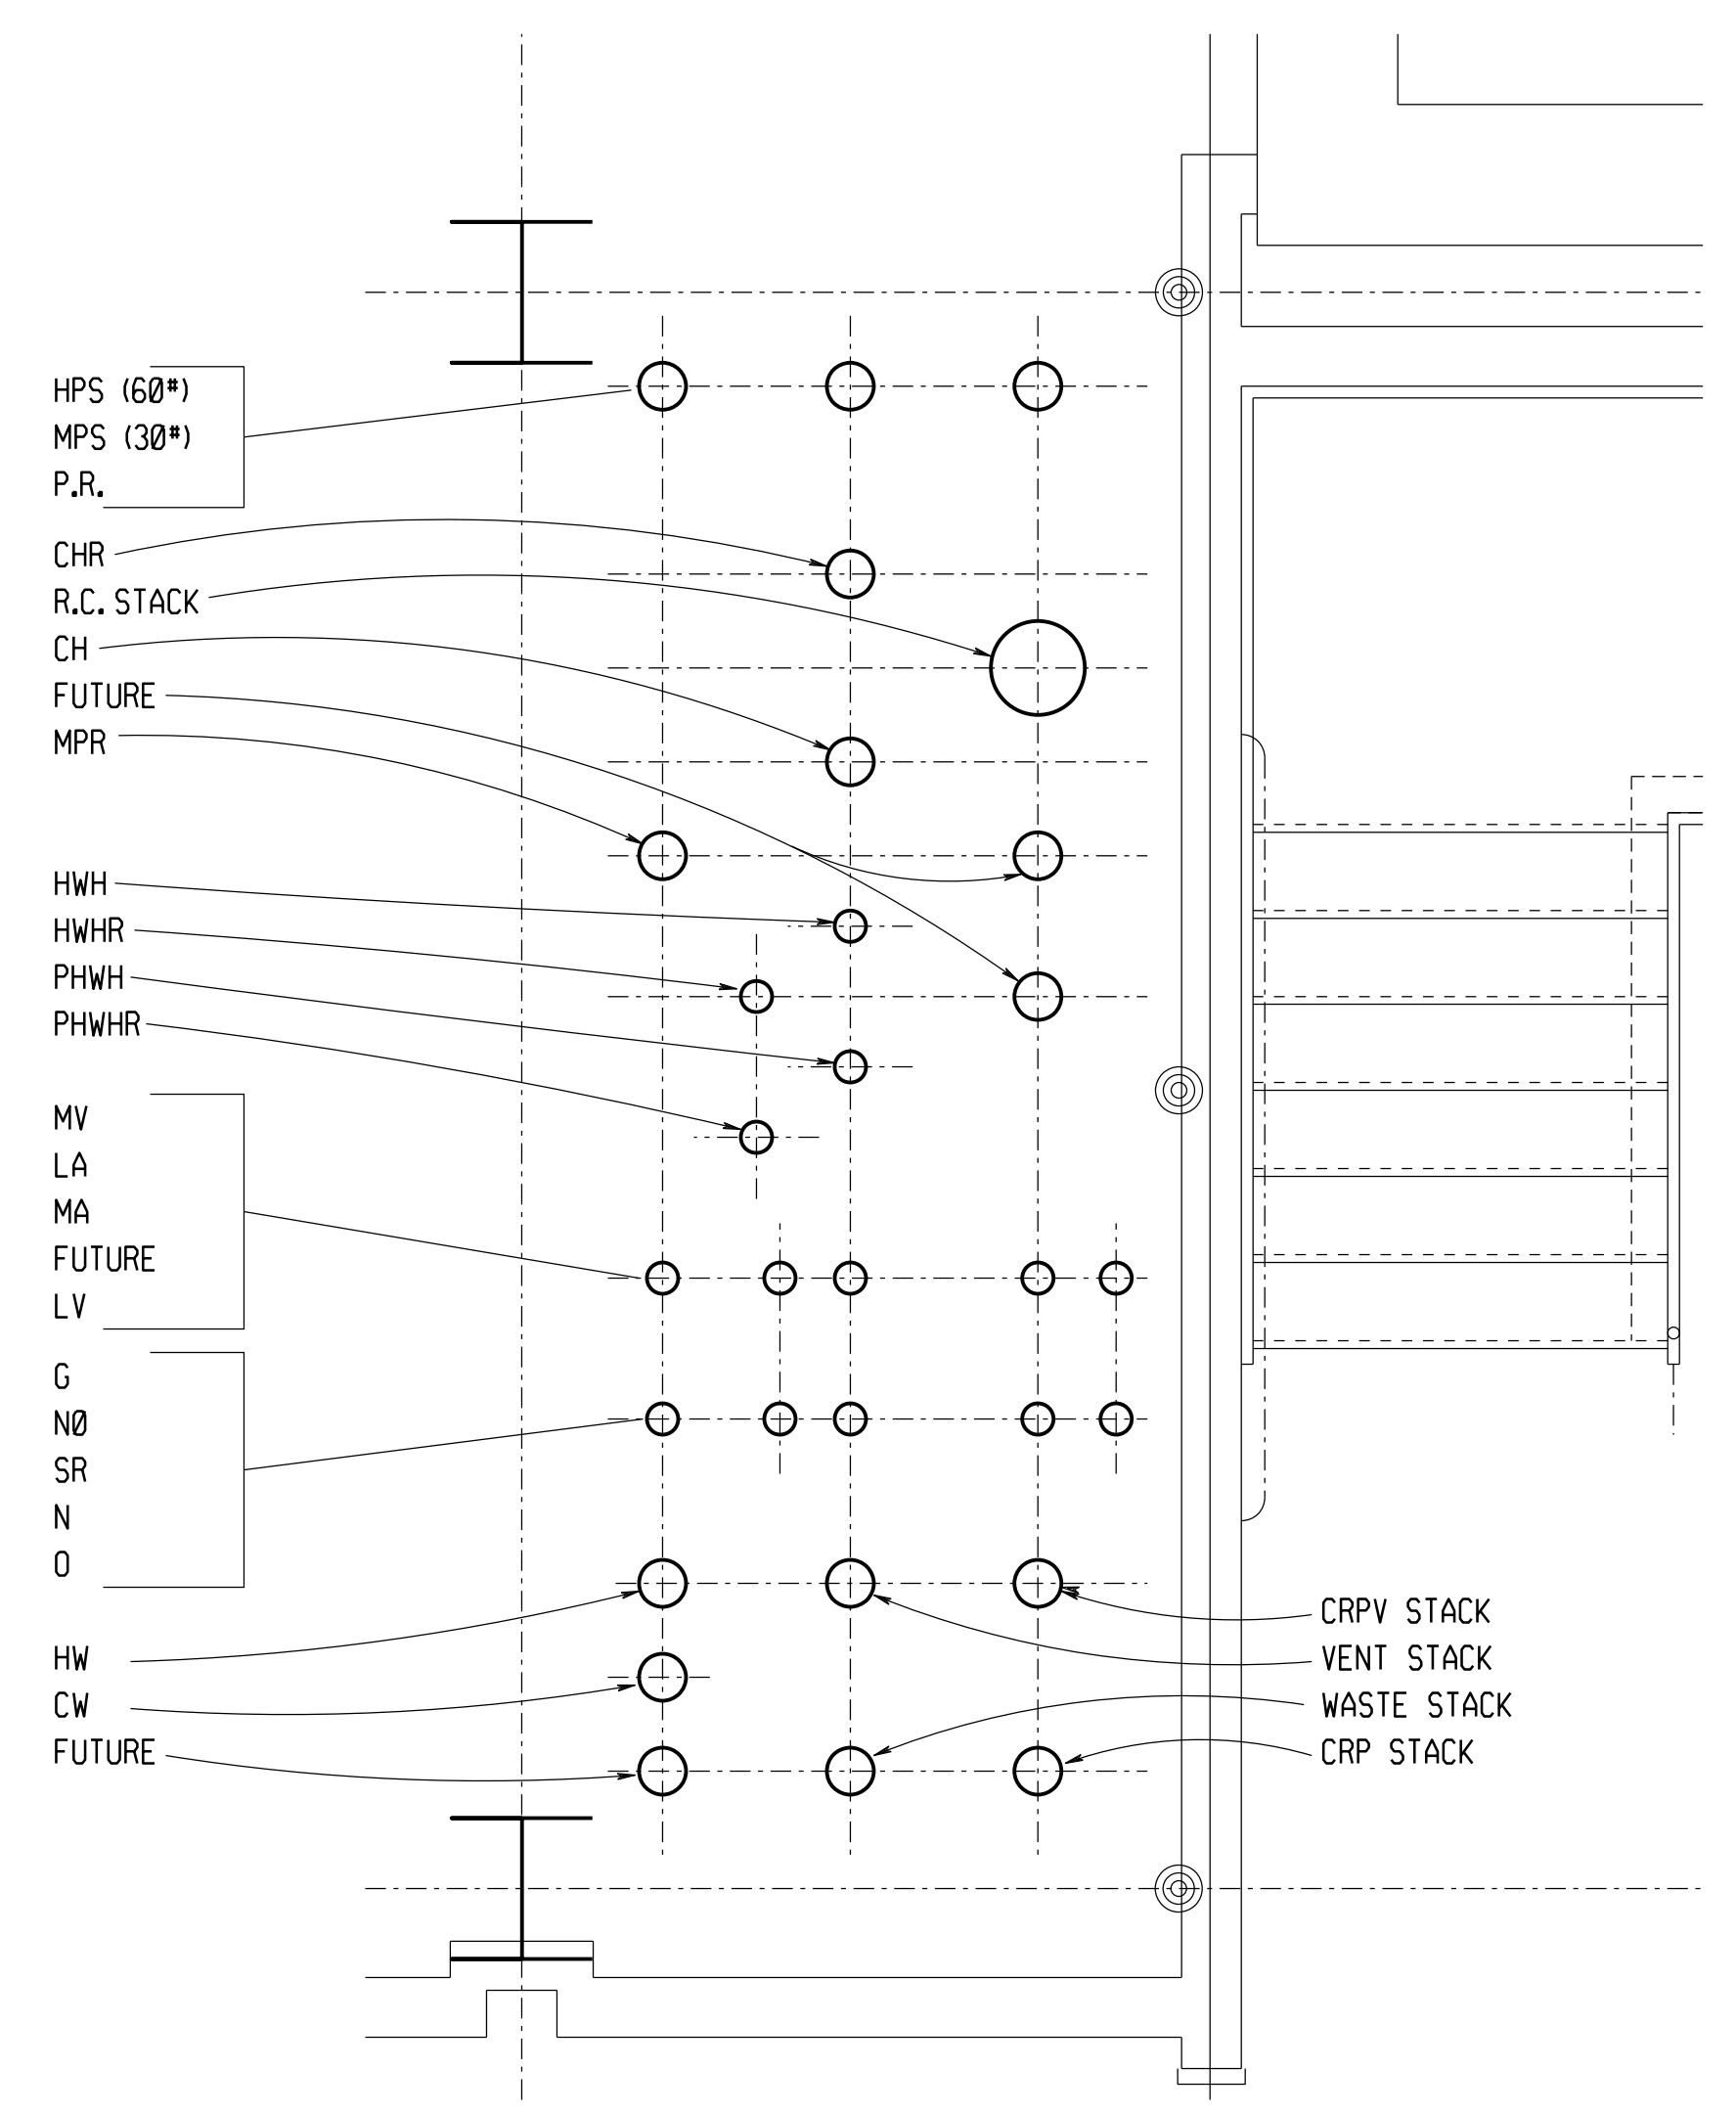 HPS (60#)
MPS (30#)
P.R.
CHR
R.C. STACK
CH
FUTURE
MPR
HWH
HWHR
PHWH
PHWHR
MV
LA
MA
FUTURE
LV
G
NØ
SR
N
O
HW
CW
FUTURE
CRPV STACK
VENT STACK
WASTE STACK
CRP STACK